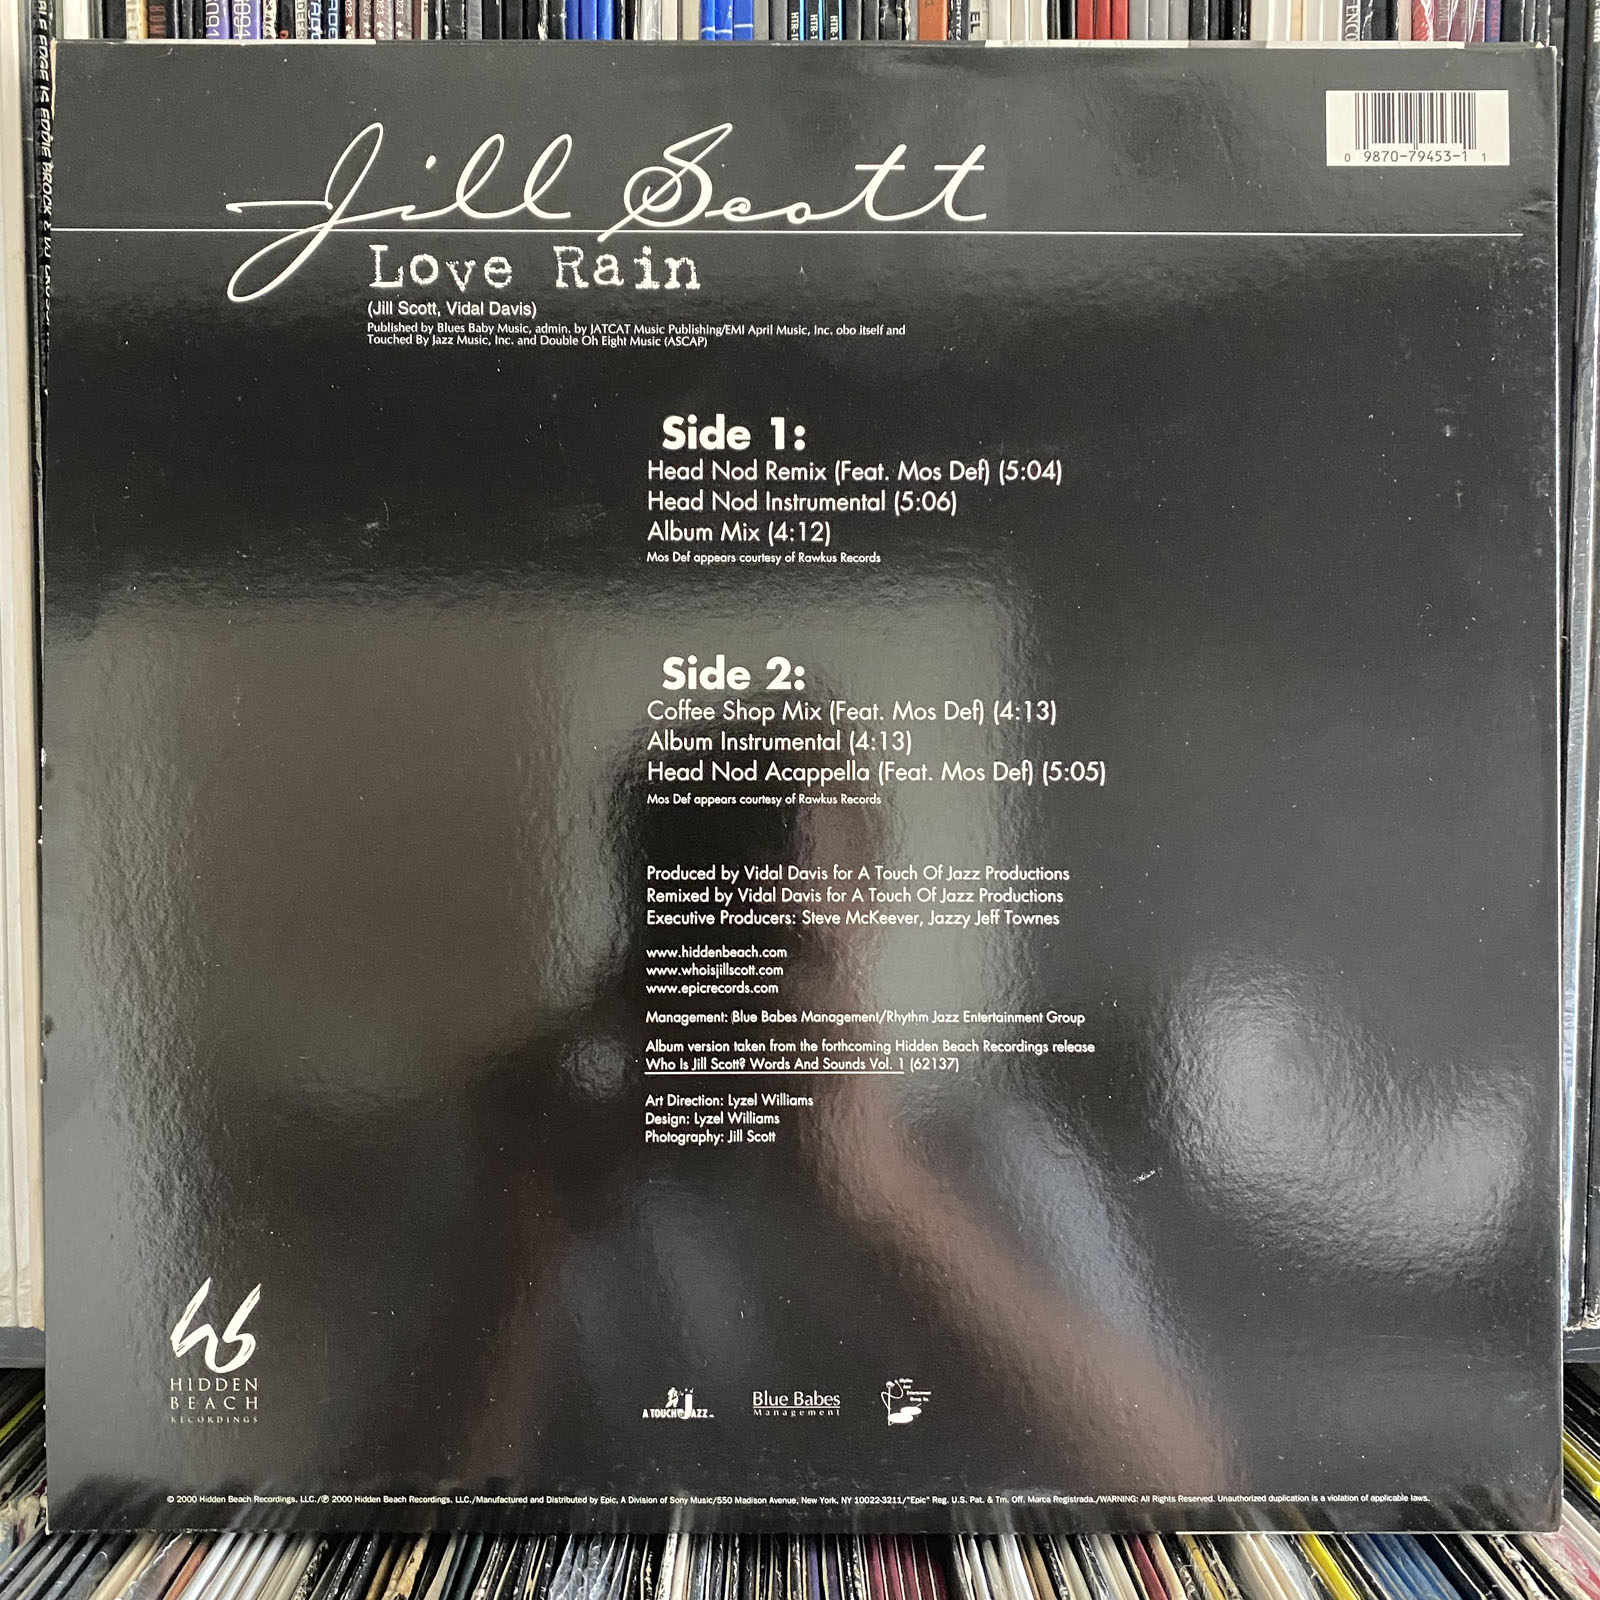 0 9870-79453-1 1
Jill Scott
Love Rain
(Jill Scott, Vidal Davis)
Published by Blues Baby Music, admin. by JATCAT Music Publishing/EMI April Music, Inc. obo itself and
Touched By Jazz Music, Inc. and Double Oh Eight Music (ASCAP)
Side 1:
Head Nod Remix (Feat. Mos Def) (5:04)
Head Nod Instrumental (5:06)
Album Mix (4:12)
Mos Def appears courtesy of Rawkus Records
Side 2:
Coffee Shop Mix (Feat. Mos Def) (4:13)
Album Instrumental (4:13)
Head Nod Acappella (Feat. Mos Def) (5:05)
Mos Def appears courtesy of Rawkus Records
Produced by Vidal Davis for A Touch Of Jazz Productions
Remixed by Vidal Davis for A Touch Of Jazz Productions
Executive Producers: Steve McKeever, Jazzy Jeff Townes
www.hiddenbeach.com
www.whoisjillscott.com
www.epicrecords.com
Management: Blue Babes Management/Rhythm Jazz Entertainment Group
Album version taken from the forthcoming Hidden Beach Recordings release
Who Is Jill Scott? Words And Sounds Vol. 1 (62137)
Art Direction: Lyzel Williams
Design: Lyzel Williams
Photography: Jill Scott
hb
HIDDEN
BEACH
RECORDINGS
A TOUCH OF JAZZ
Blue Babes
Management
© 2000 Hidden Beach Recordings, LLC./℗ 2000 Hidden Beach Recordings, LLC./Manufactured and Distributed by Epic, A Division of Sony Music/550 Madison Avenue, New York, NY 10022-3211/"Epic" Reg. U.S. Pat. & Tm. Off. Marca Registrada./WARNING: All Rights Reserved. Unauthorized duplication is a violation of applicable laws.